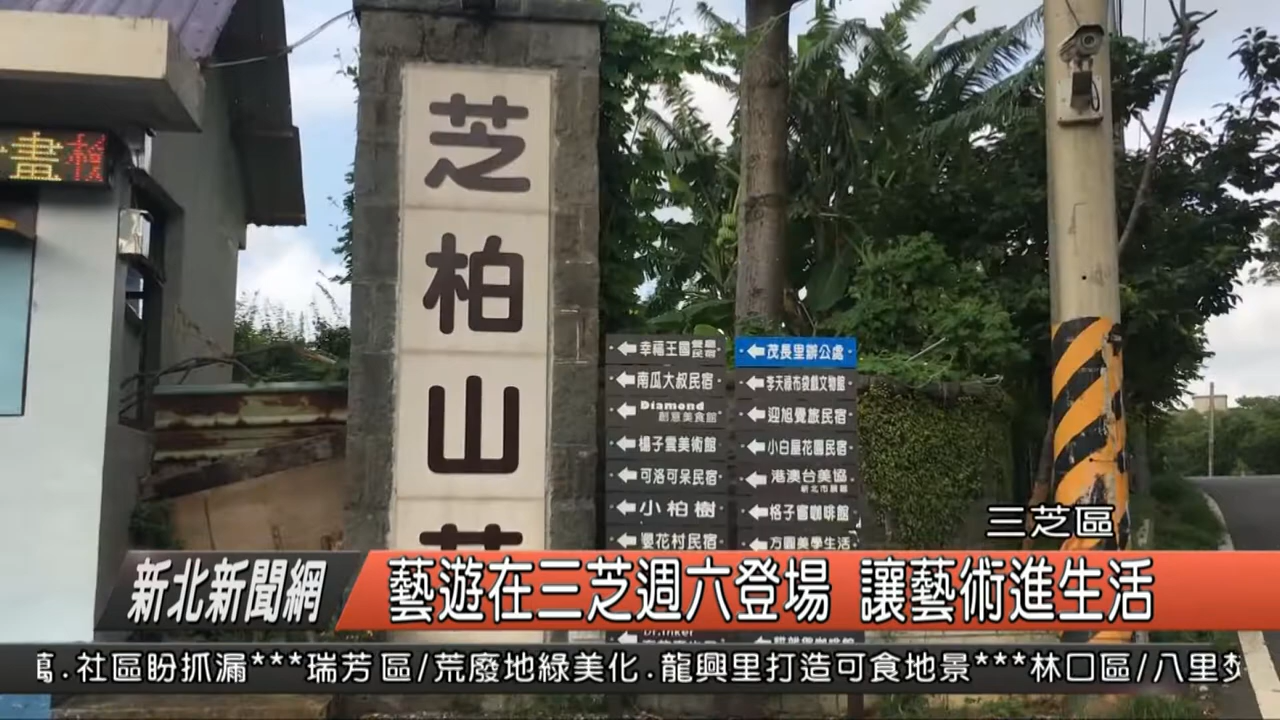 畫
芝柏山
幸福王國
南瓜大叔民宿
Diamond
創意美食館
楊子雲美術館
可洛可呆民宿
小柏樹
櫻花村民宿
茂長里辦公處
李天祿布袋戲文物館
迎旭覺旅民宿
小白屋花園民宿
港澳台美協
格子窗咖啡館
方圓美學生活
Dr.inker
三芝區
新北新聞網
藝遊在三芝週六登場 讓藝術進生活
.社區盼抓漏***瑞芳區/荒廢地綠美化.龍興里打造可食地景***林口區/八里